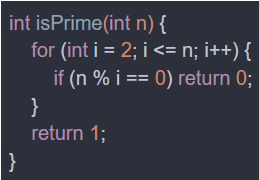 int isPrime(int n) {
    for (int i = 2; i <= n; i++) {
        if (n % i == 0) return 0;
    }
    return 1;
}